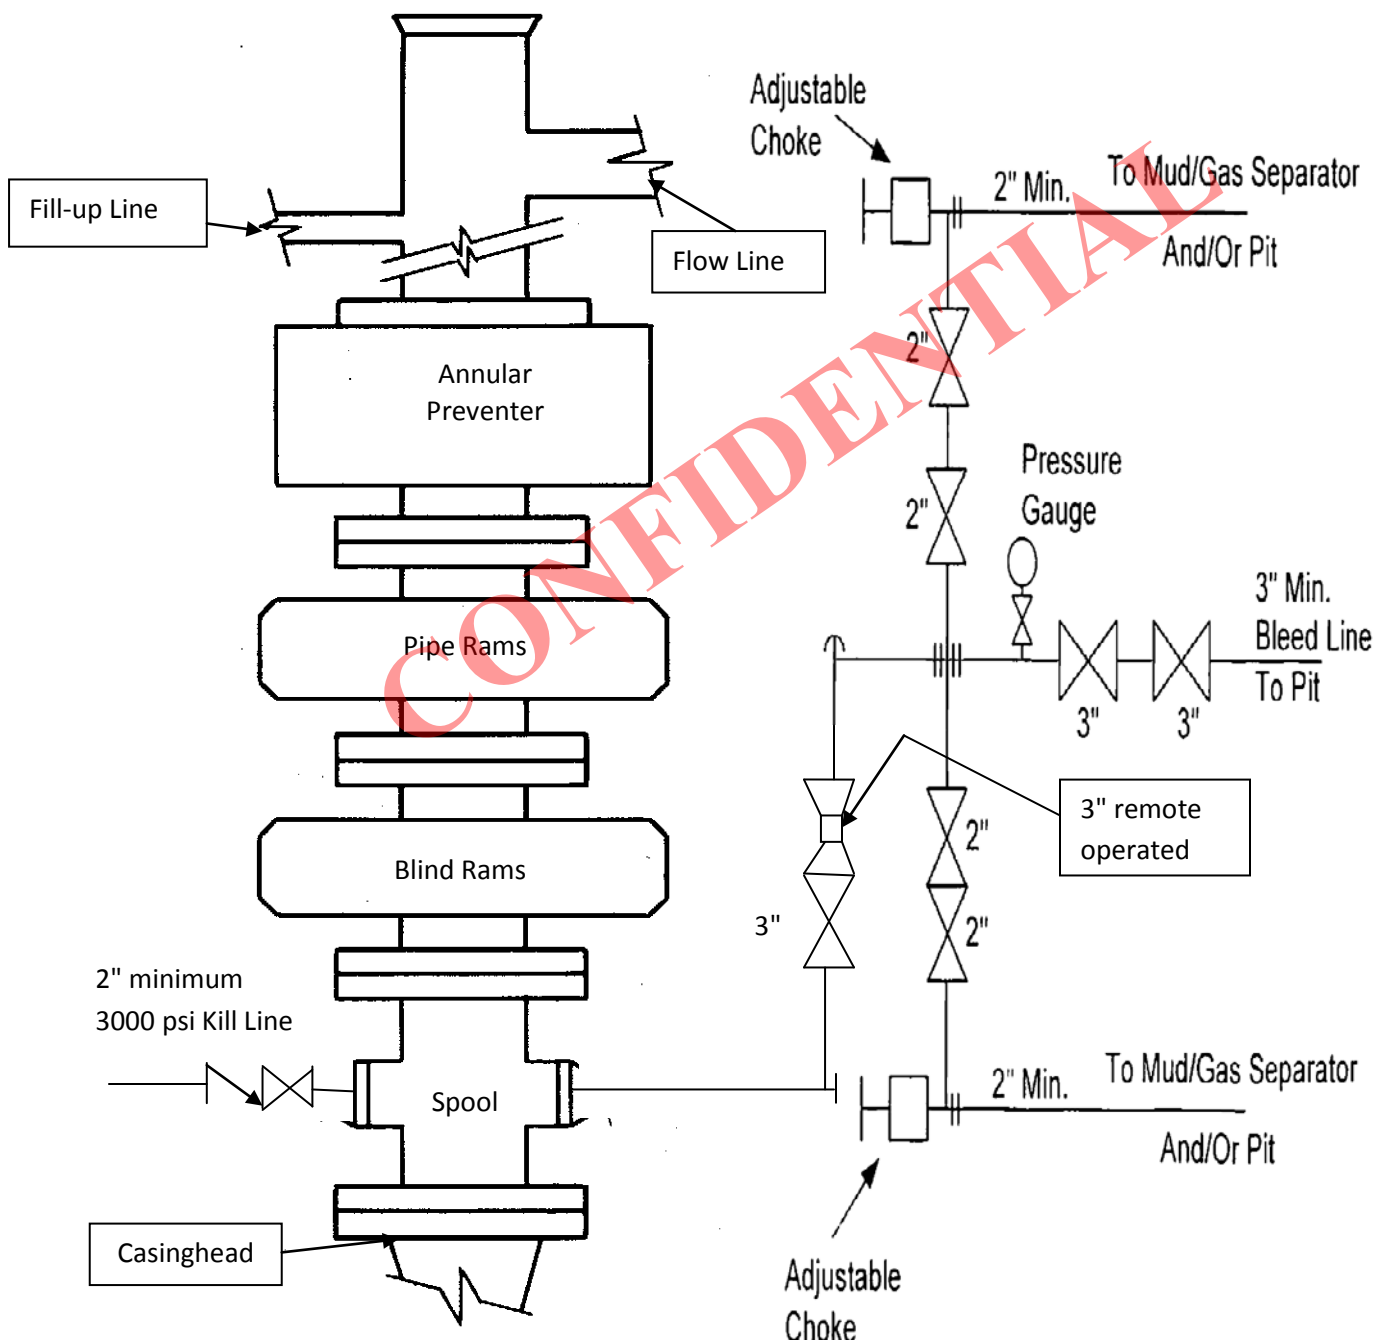 Adjustable
Choke
Fill-up Line
Flow Line
2" Min.
To Mud/Gas Separator
And/Or Pit
2"
Annular
Preventer
2"
Pressure
Gauge
3" Min.
Bleed Line
To Pit
Pipe Rams
3"
3"
CONFIDENTIAL
3" remote
operated
2"
Blind Rams
3"
2"
2" minimum
3000 psi Kill Line
Spool
2" Min.
To Mud/Gas Separator
And/Or Pit
Casinghead
Adjustable
Choke